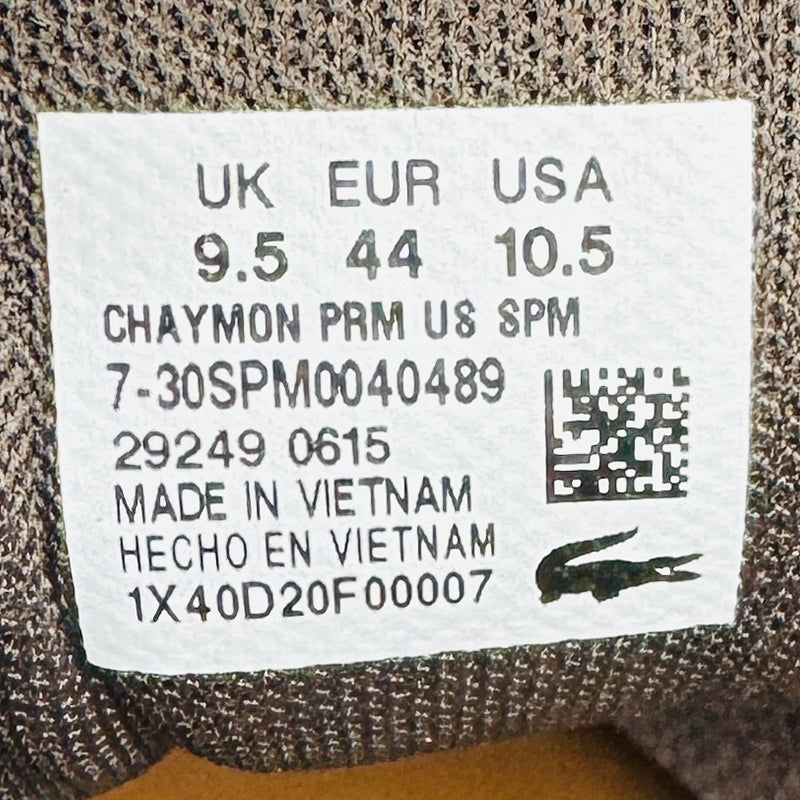 UK EUR USA
9.5 44 10.5
CHAYMON PRM US SPM
7-30SPM0040489
29249 0615
MADE IN VIETNAM
HECHO EN VIETNAM
1X40D20F00007